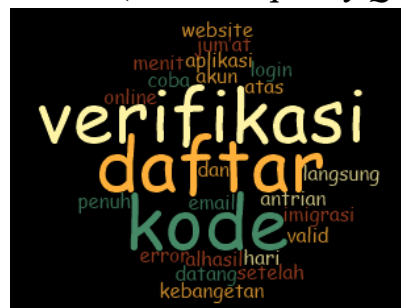 website
jum'at
menit aplikasi
coba akun login
online atas
verifikasi
daftar
dan langsung
penuh email antrian
kode imigrasi
valid
error alhasil hari
datang setelah
kebangetan